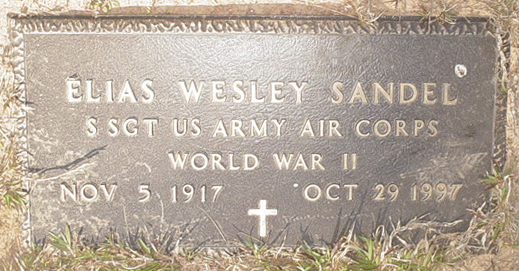 ELIAS WESLEY SANDEL
S SGT US ARMY AIR CORPS
WORLD WAR II
NOV 5 1917 OCT 29 1997